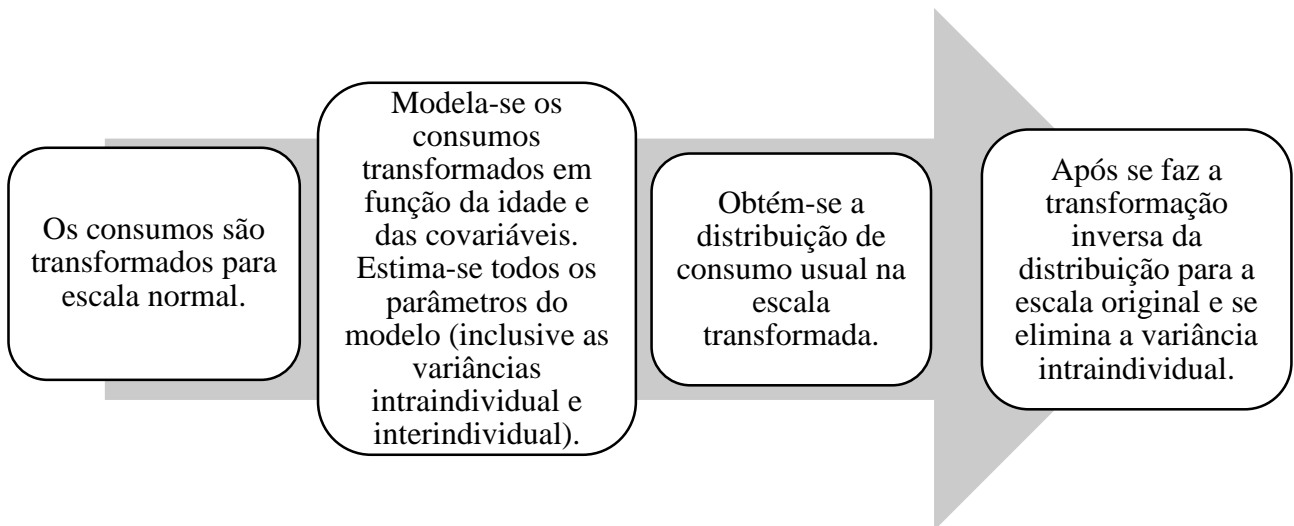 Os consumos são
transformados para
escala normal.
Modela-se os
consumos
transformados em
função da idade e
das covariáveis.
Estima-se todos os
parâmetros do
modelo (inclusive as
variâncias
intraindividual e
interindividual).
Obtém-se a
distribuição de
consumo usual na
escala
transformada.
Após se faz a
transformação
inversa da
distribuição para a
escala original e se
elimina a variância
intraindividual.